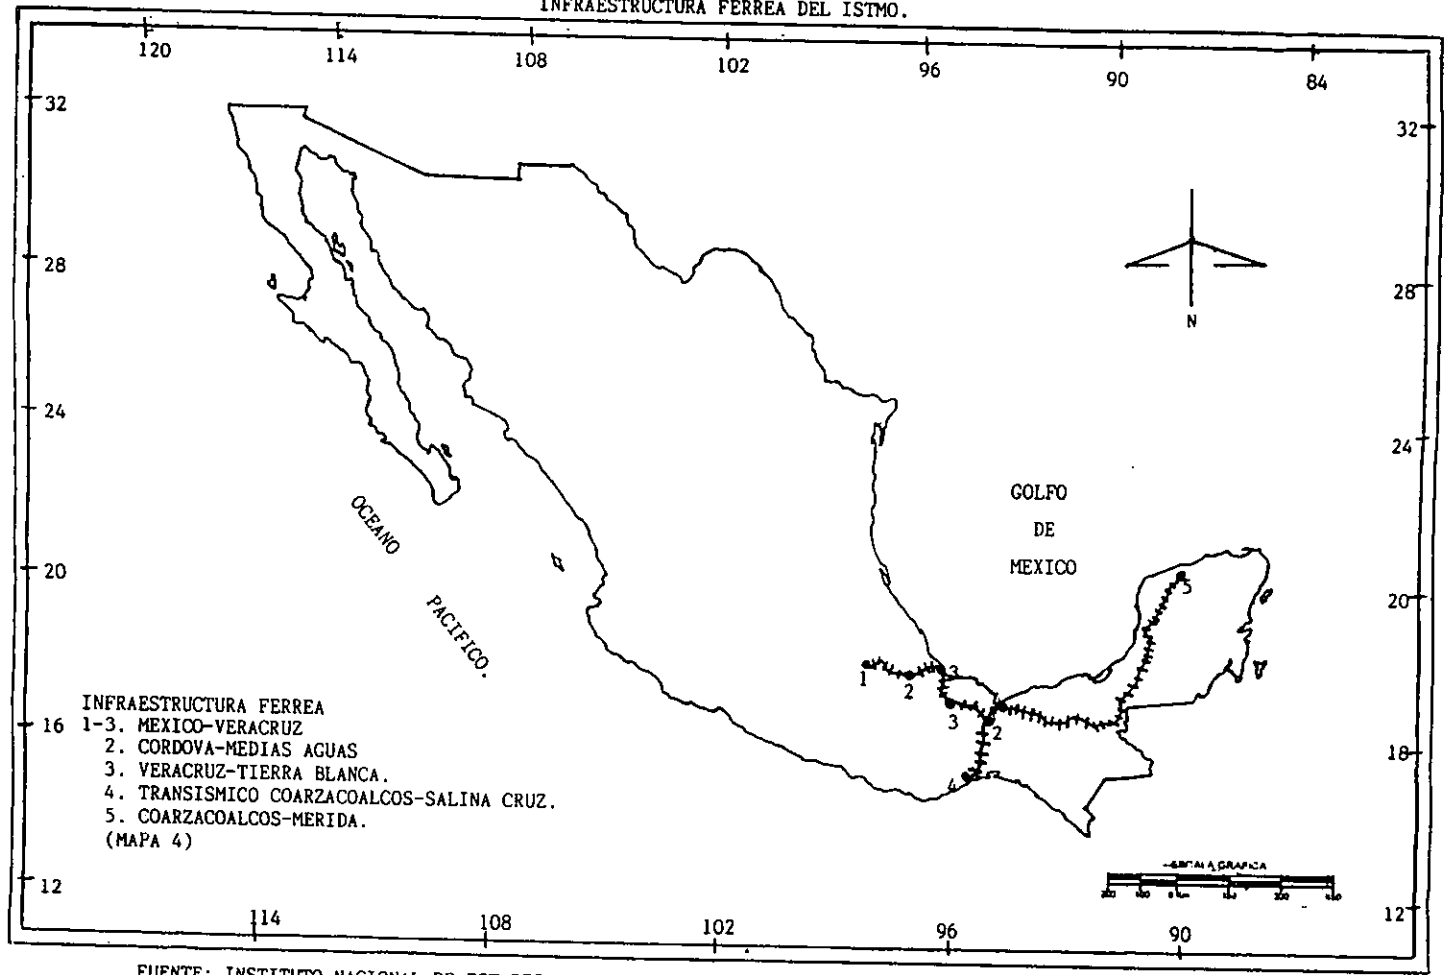 INFRAESTRUCTURA FERREA DEL ISTMO.
120 114 108 102 96 90 84
32 32
28 28
N
24 24
GOLFO
DE
MEXICO
OCEANO
PACIFICO.
20 20
5
1 2 3
3 2
4
16 18
INFRAESTRUCTURA FERREA
1-3. MEXICO-VERACRUZ
2. CORDOVA-MEDIAS AGUAS
3. VERACRUZ-TIERRA BLANCA.
4. TRANSISMICO COARZACOALCOS-SALINA CRUZ.
5. COARZACOALCOS-MERIDA.
(MAPA 4)
ESCALA GRAFICA
12 12
114 108 102 96 90
FUENTE: INSTITUTO NACIONAL DE